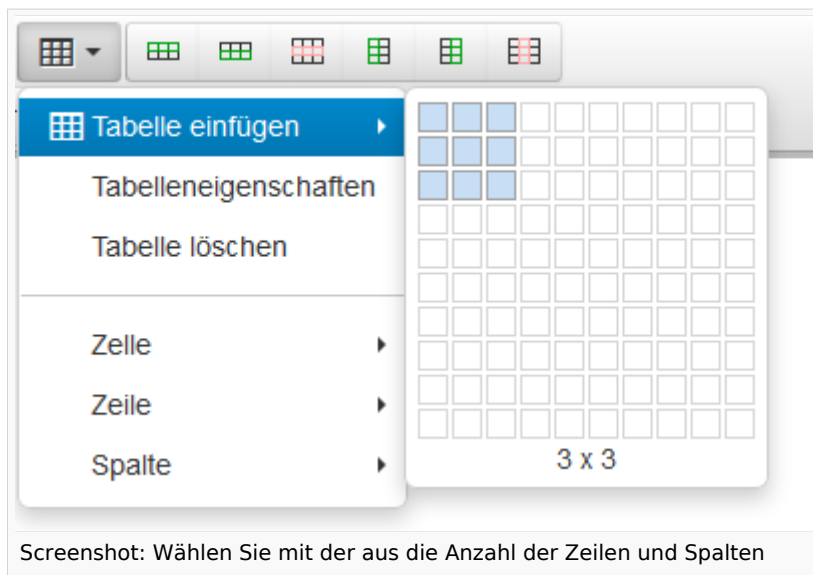 Tabelle einfügen
Tabelleneigenschaften
Tabelle löschen
Zelle
Zeile
Spalte
3 x 3
Screenshot: Wählen Sie mit der aus die Anzahl der Zeilen und Spalten